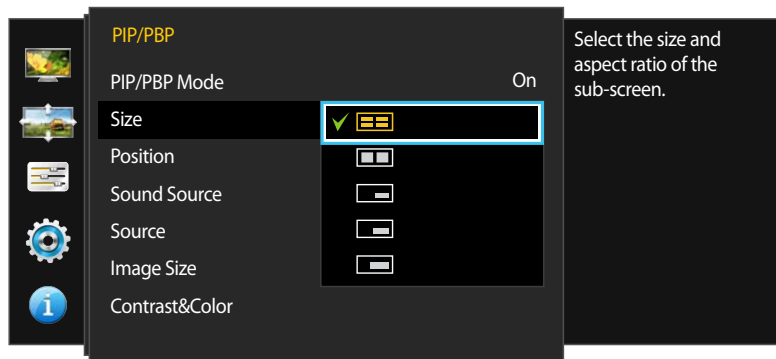 PIP/PBP
PIP/PBP Mode On
Size
Position
Sound Source
Source
Image Size
Contrast&Color
Select the size and
aspect ratio of the
sub-screen.